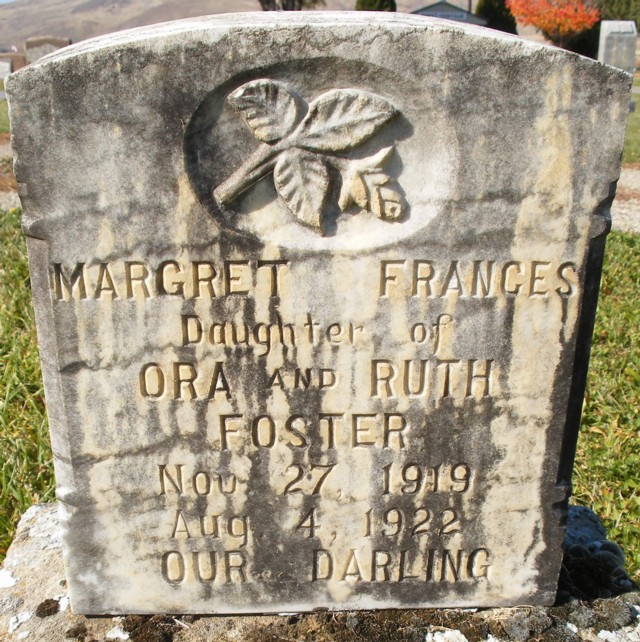 MARGRET FRANCES
Daughter of
ORA AND RUTH
FOSTER
Nov 27, 1919
Aug 4, 1922
OUR DARLING